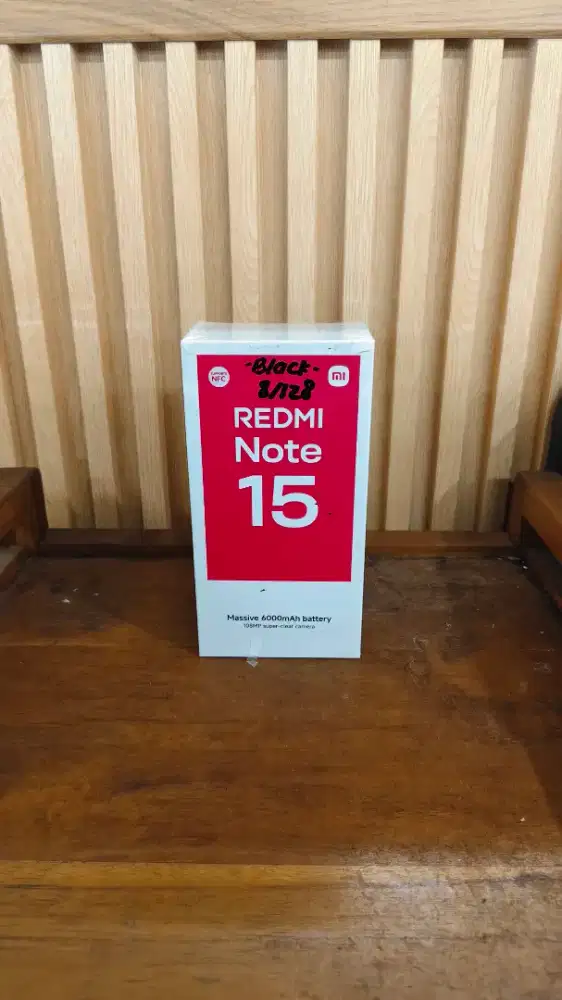 -Black-
8/128
NFC
mi
REDMI
Note
15
Massive 6000mAh battery
108MP super-clear camera